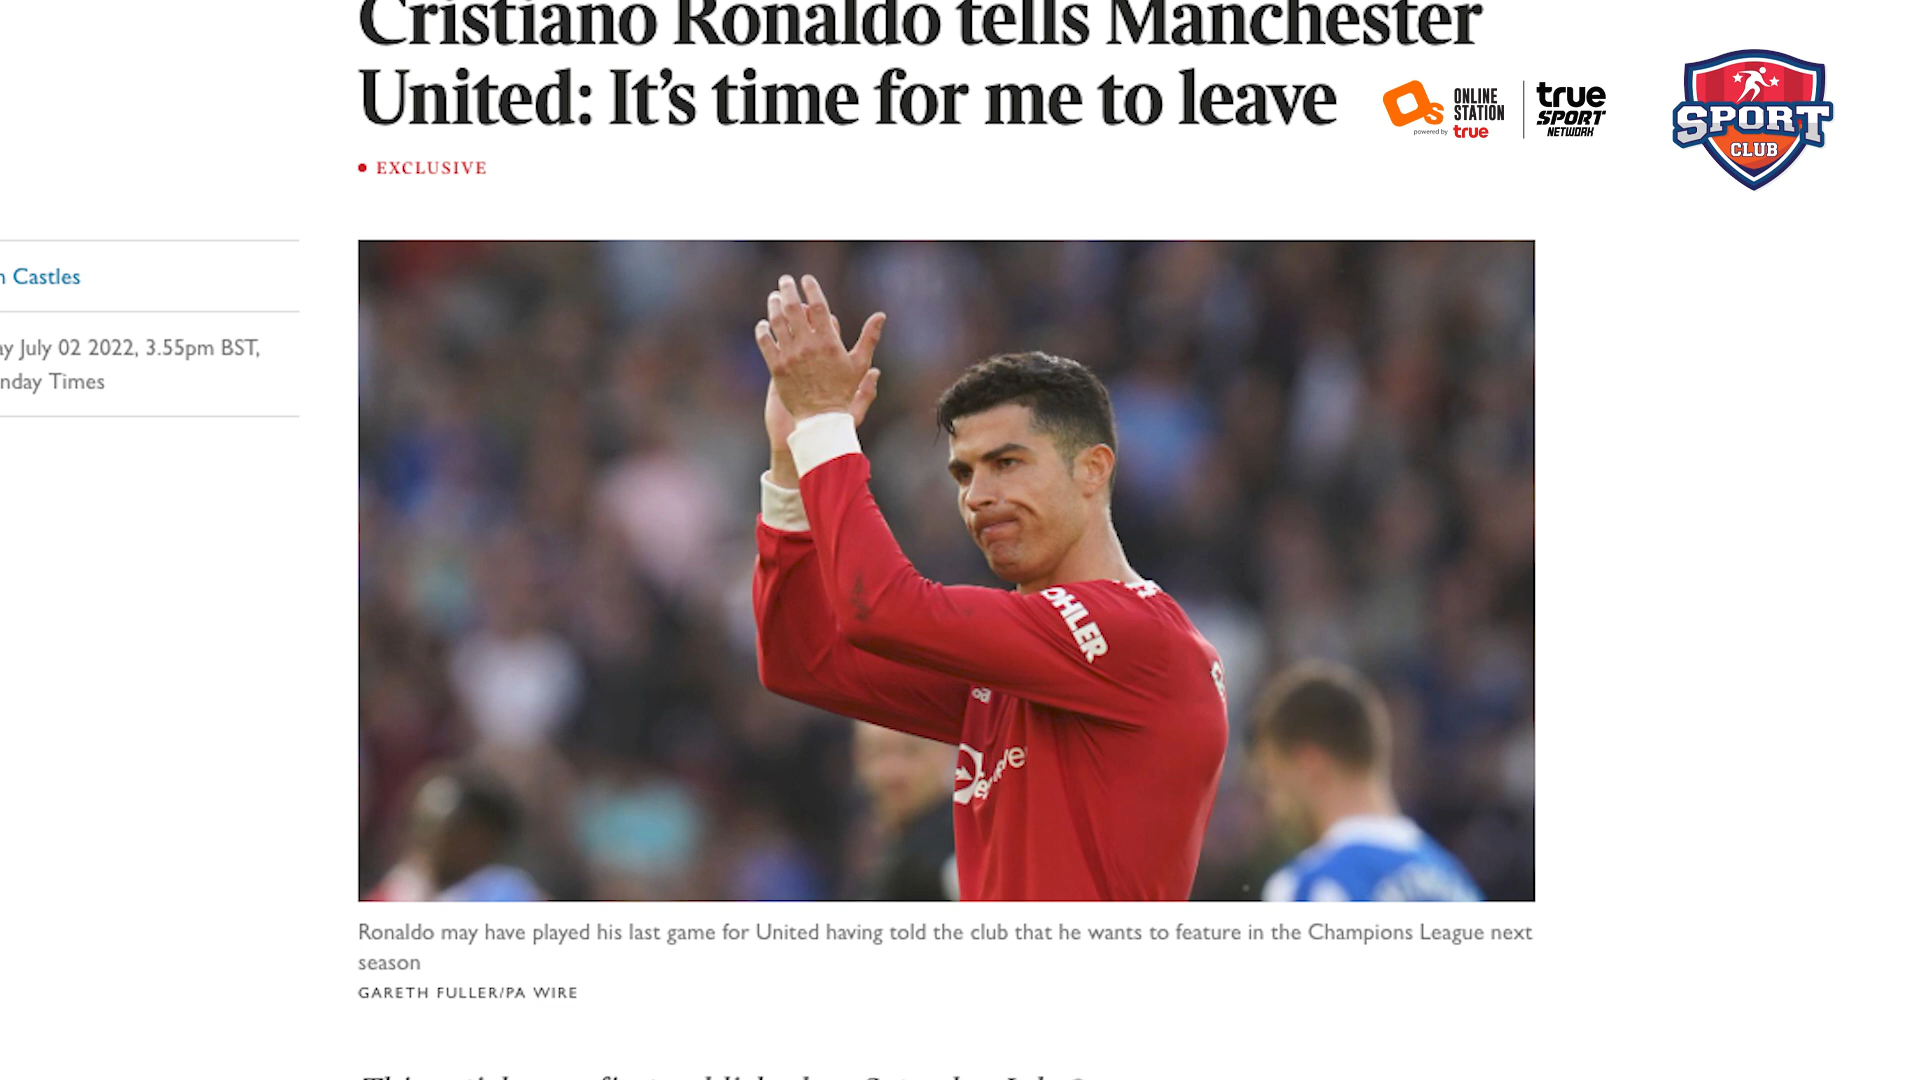 Cristiano Ronaldo tells Manchester
United: It's time for me to leave
ONLINE
STATION
powered by true
true
SPORT
NETWORK
SPORT
CLUB
EXCLUSIVE
Castles
July 02 2022, 3.55pm BST,
Times
OHLER
Ronaldo may have played his last game for United having told the club that he wants to feature in the Champions League next
season
GARETH FULLER/PA WIRE